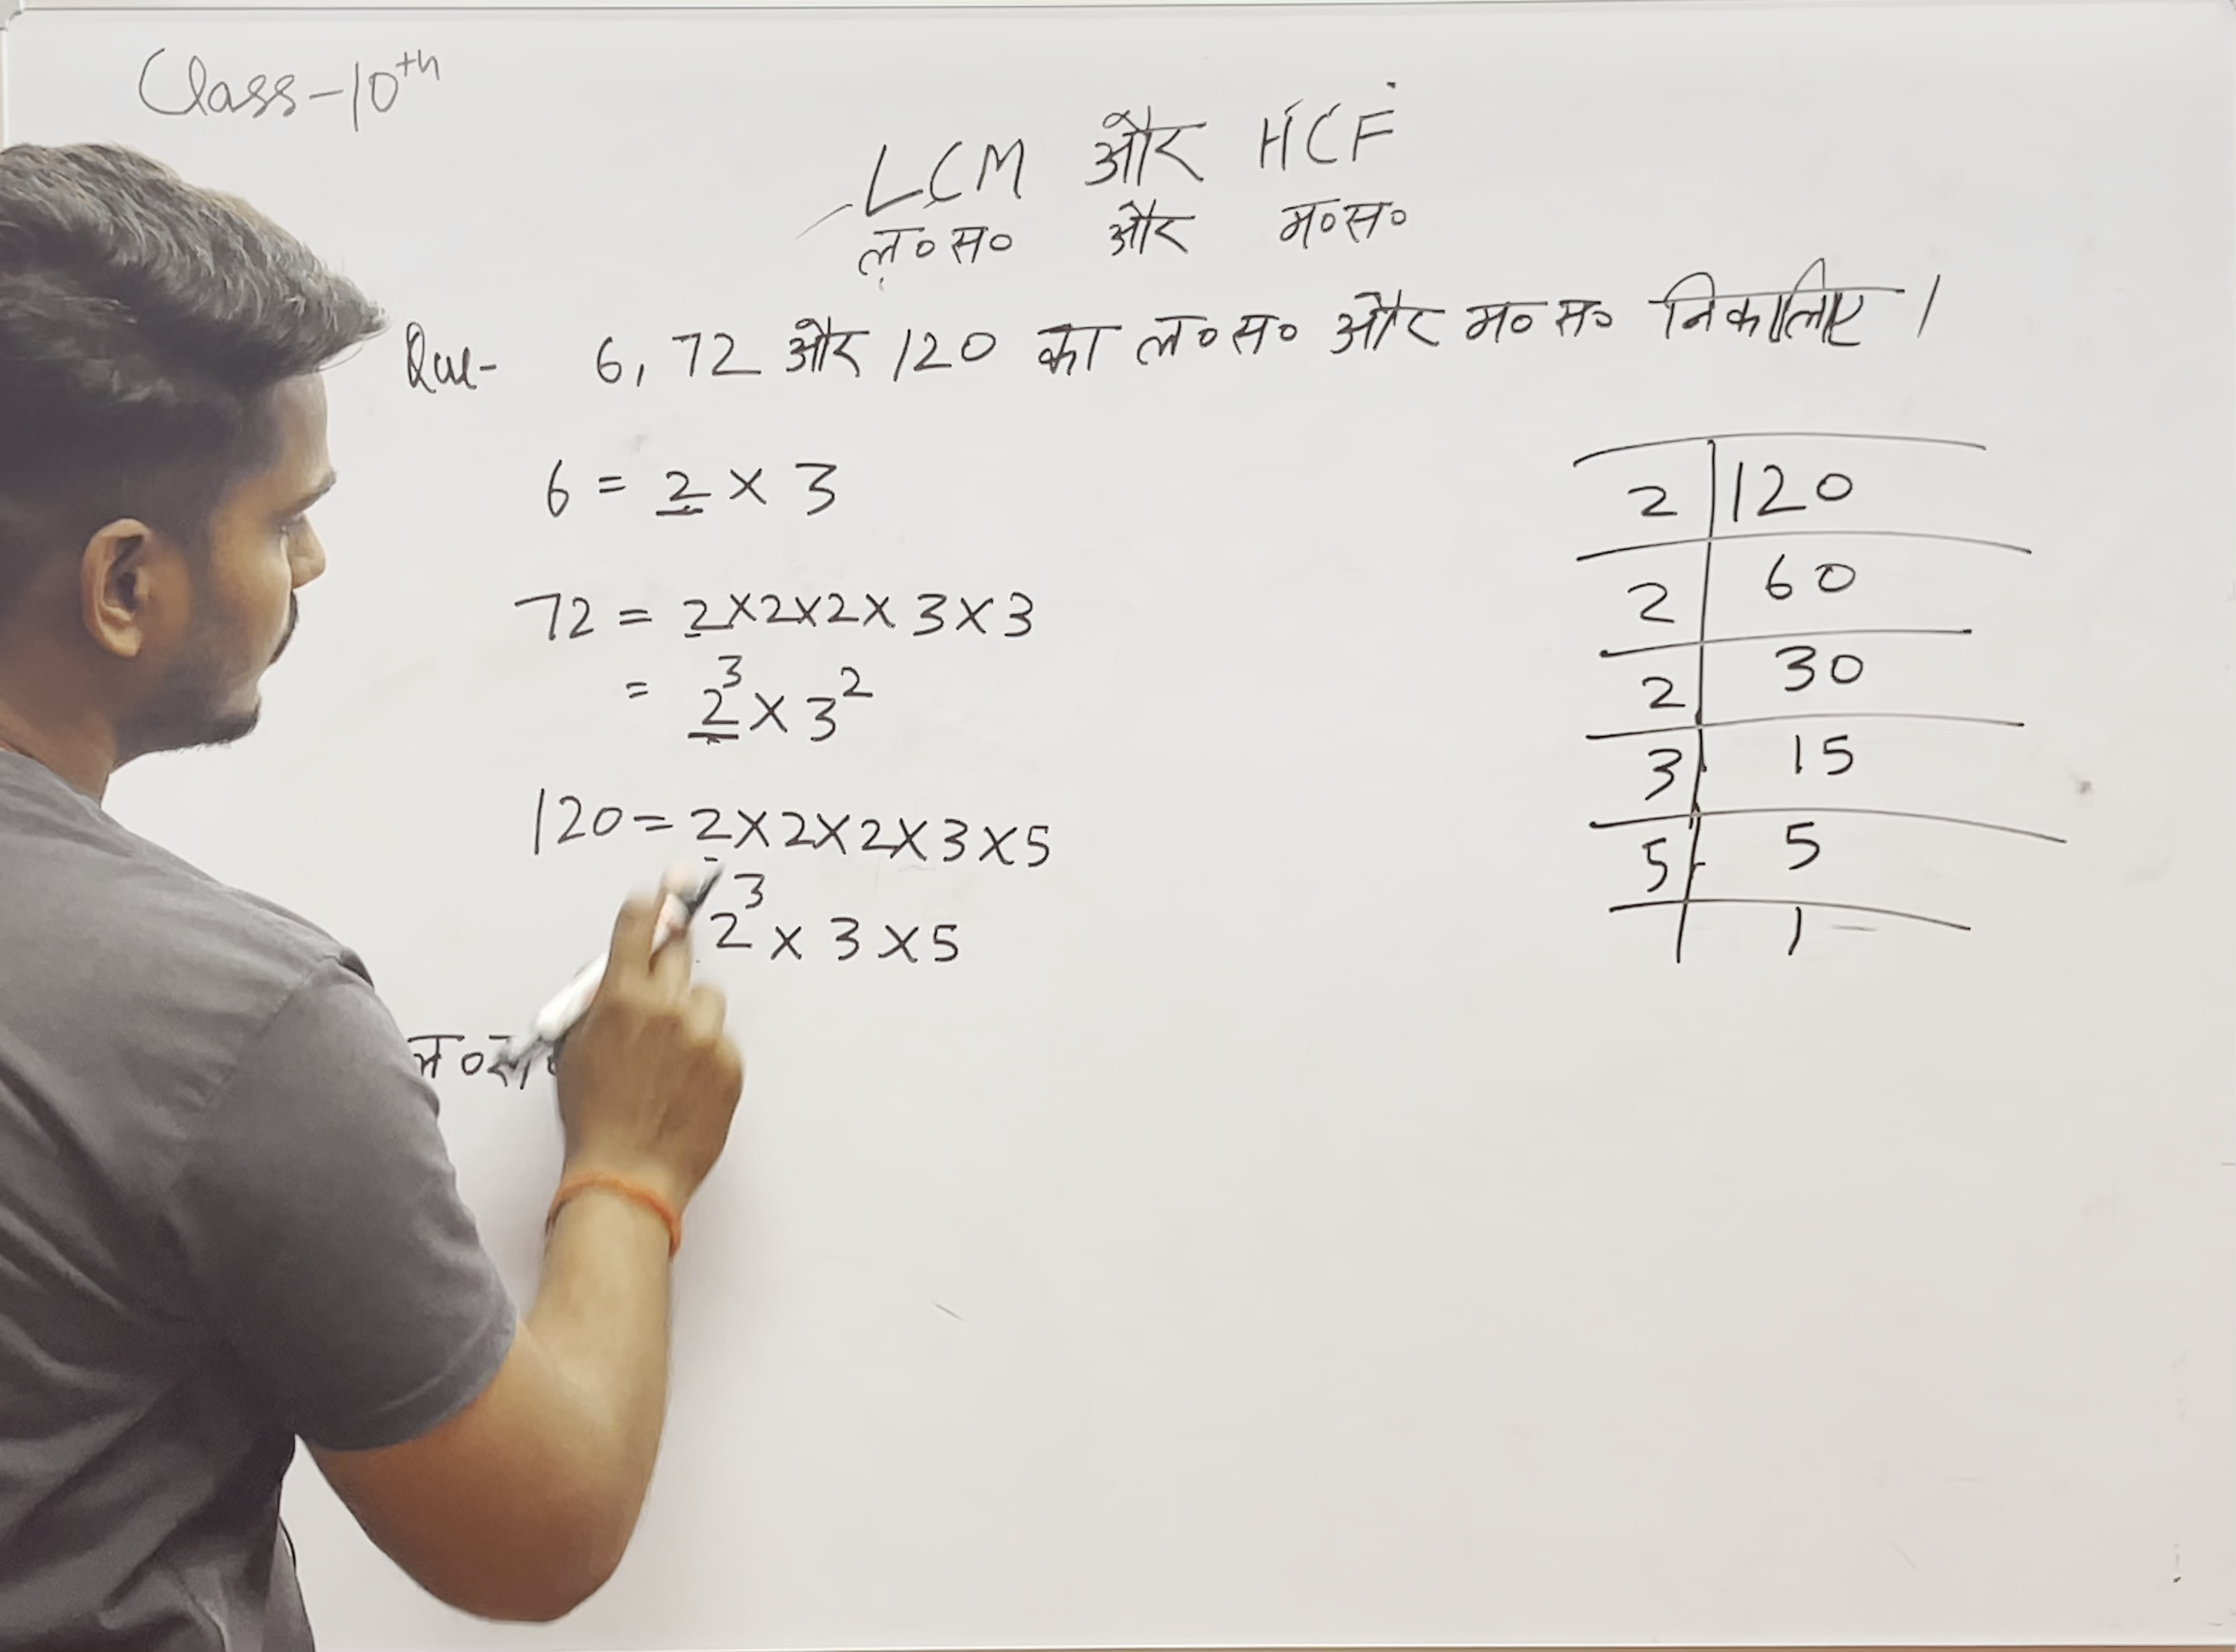 Class-10th
LCM और HCF
ल०स० और म०स०
Que- 6, 72 और 120 का ल०स० और म०स० निकालिए।
6 = 2 × 3
72 = 2×2×2×3×3
= 2³ × 3²
120 = 2×2×2×3×5
2³ × 3 × 5
ल०स०
2 | 120
2 | 60
2 | 30
3 | 15
5 | 5
| 1